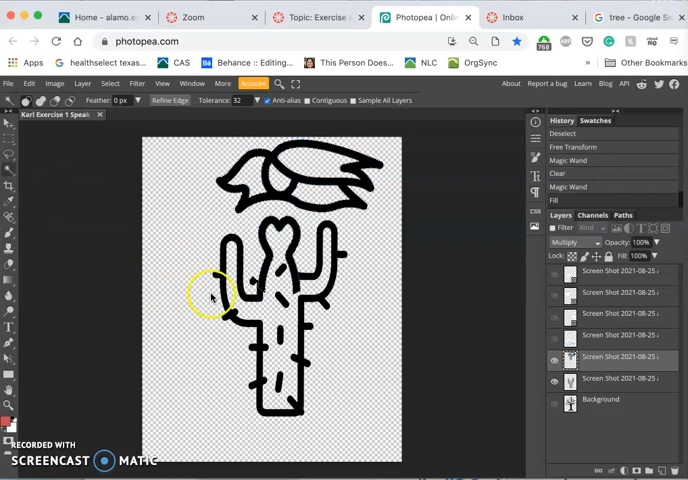 Home - alamo.e
Zoom
Topic: Exercise
Photopea | Onli
Inbox
tree - Google Se
photopea.com
768
Apps
healthselect texas...
CAS
Behance :: Editing...
This Person Does...
NLC
OrgSync
»
Other Bookmarks
File Edit Image Layer Select Filter View Window More Account
About Report a bug Learn Blog API
Feather: 0 px Refine Edge Tolerance: 32 Anti-alias Contiguous Sample All Layers
Karl Exercise 1 Speak
History Swatches
Deselect
Free Transform
Magic Wand
Clear
Magic Wand
Fill
Layers Channels Paths
Filter Kind
Multiply Opacity: 100%
Lock: Fill: 100%
Screen Shot 2021-08-25
Screen Shot 2021-08-25
Screen Shot 2021-08-25
Screen Shot 2021-08-25
Screen Shot 2021-08-25
Screen Shot 2021-08-25
Background
CSS
RECORDED WITH
SCREENCAST MATIC